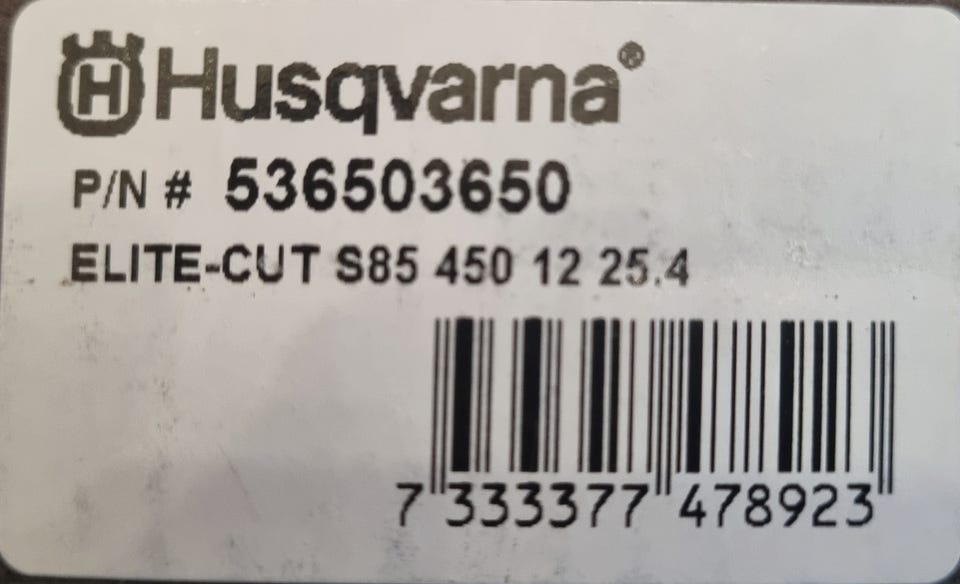 Husqvarna®
P/N # 536503650
ELITE-CUT S85 450 12 25.4
7 333377 478923